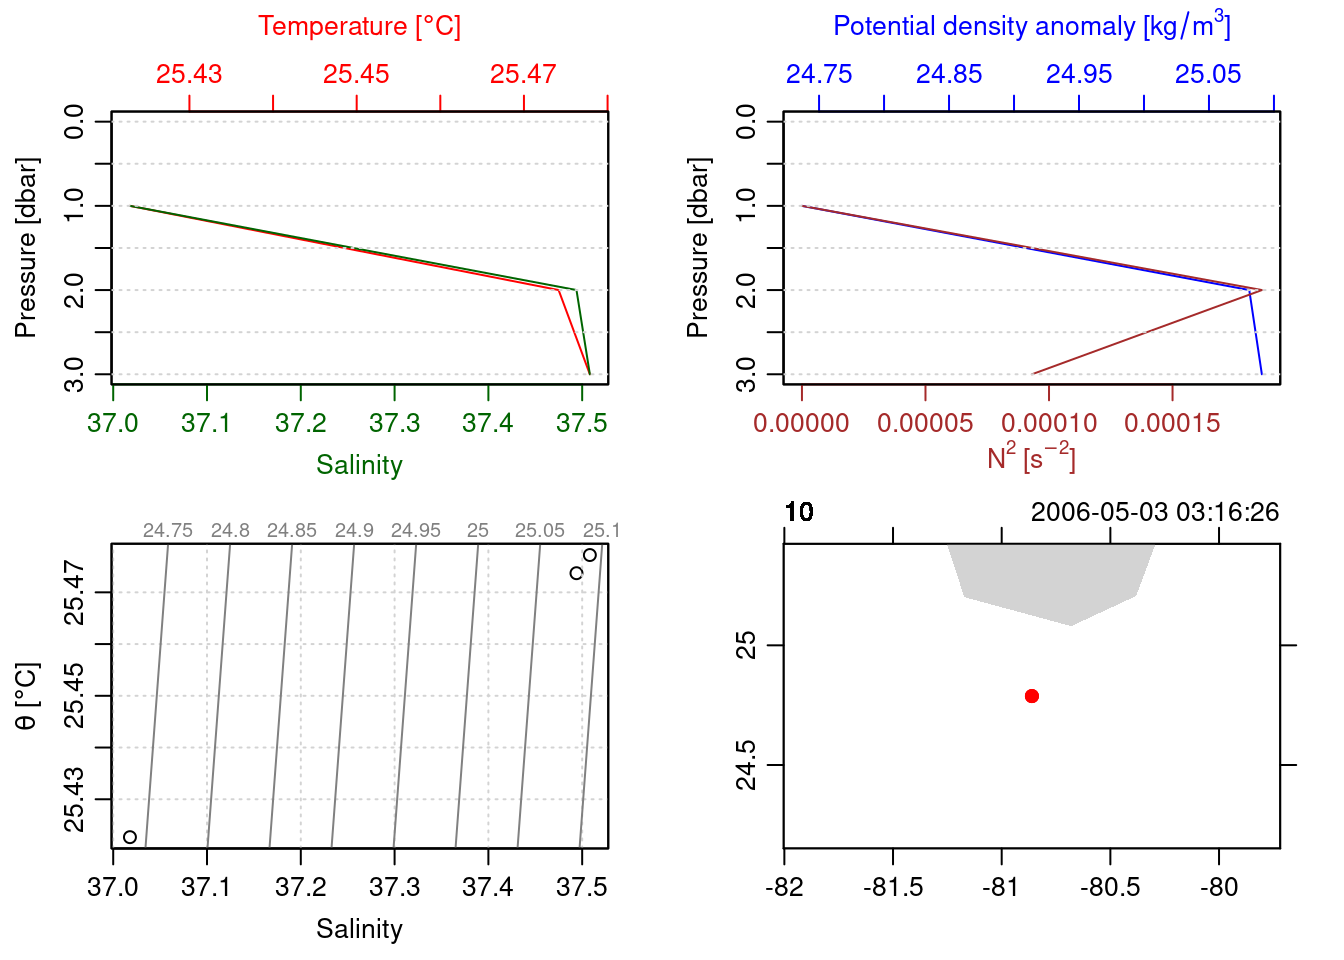 Temperature [°C]
25.43 25.45 25.47
Pressure [dbar]
0.0 1.0 2.0 3.0
37.0 37.1 37.2 37.3 37.4 37.5
Salinity
Potential density anomaly [kg/m³]
24.75 24.85 24.95 25.05
Pressure [dbar]
0.0 1.0 2.0 3.0
0.00000 0.00005 0.00010 0.00015
N² [s⁻²]
24.75 24.8 24.85 24.9 24.95 25 25.05 25.1
θ [°C]
25.47 25.45 25.43
37.0 37.1 37.2 37.3 37.4 37.5
Salinity
10 2006-05-03 03:16:26
25
24.5
-82 -81.5 -81 -80.5 -80